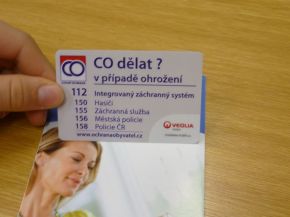 CO
CO dělat ?
v případě ohrožení
112 Integrovaný záchranný systém
150 Hasiči
155 Záchranná služba
156 Městská policie
158 Policie ČR
www.ochranaobyvatel.cz
VEOLIA